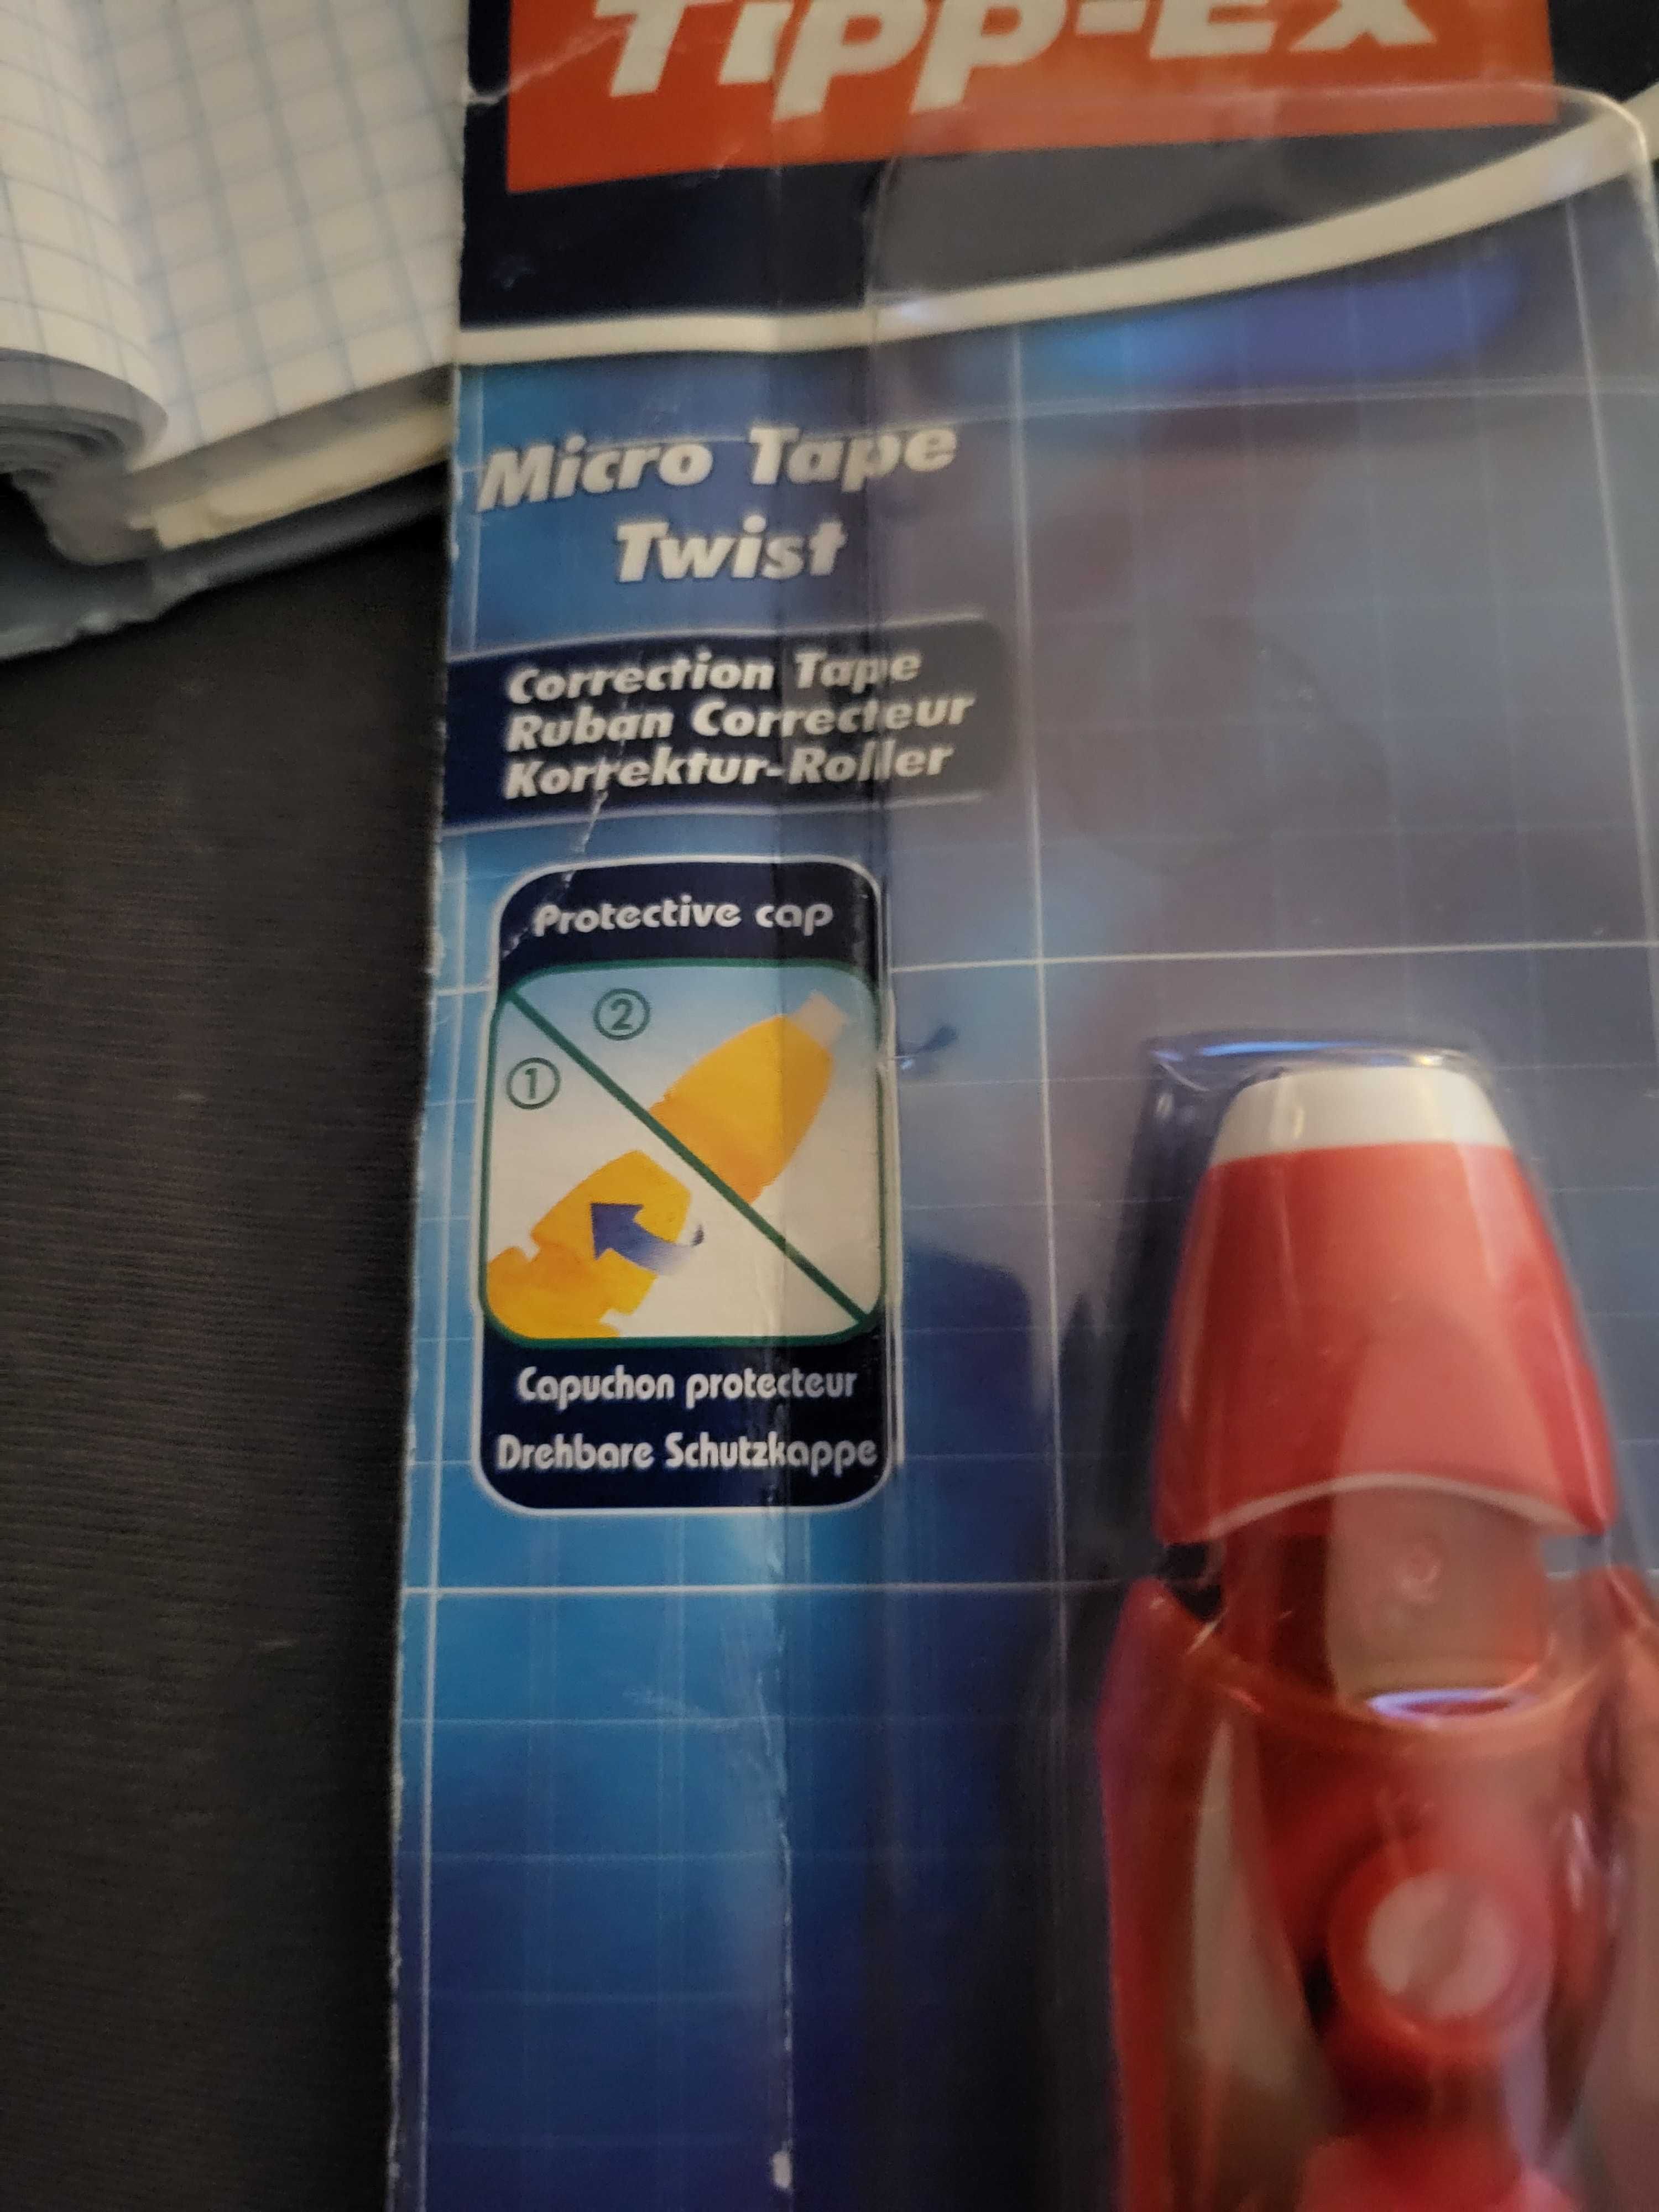 Tipp-Ex
Micro Tape
Twist
Correction Tape
Ruban Correcteur
Korrektur-Roller
Protective cap
②
①
Capuchon protecteur
Drehbare Schutzkappe